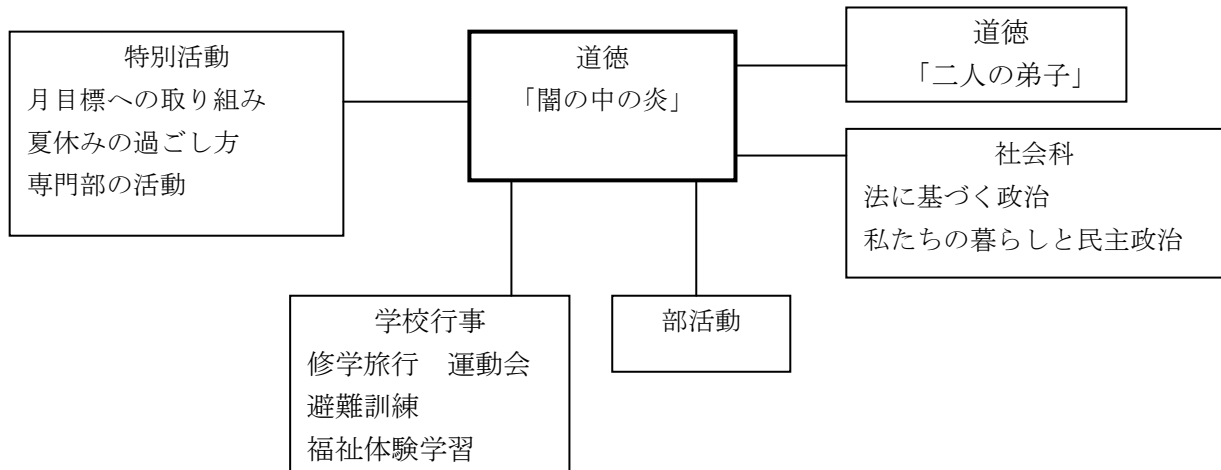 特別活動
月目標への取り組み
夏休みの過ごし方
専門部の活動
道徳
「闇の中の炎」
道徳
「二人の弟子」
社会科
法に基づく政治
私たちの暮らしと民主政治
学校行事
修学旅行　運動会
避難訓練
福祉体験学習
部活動